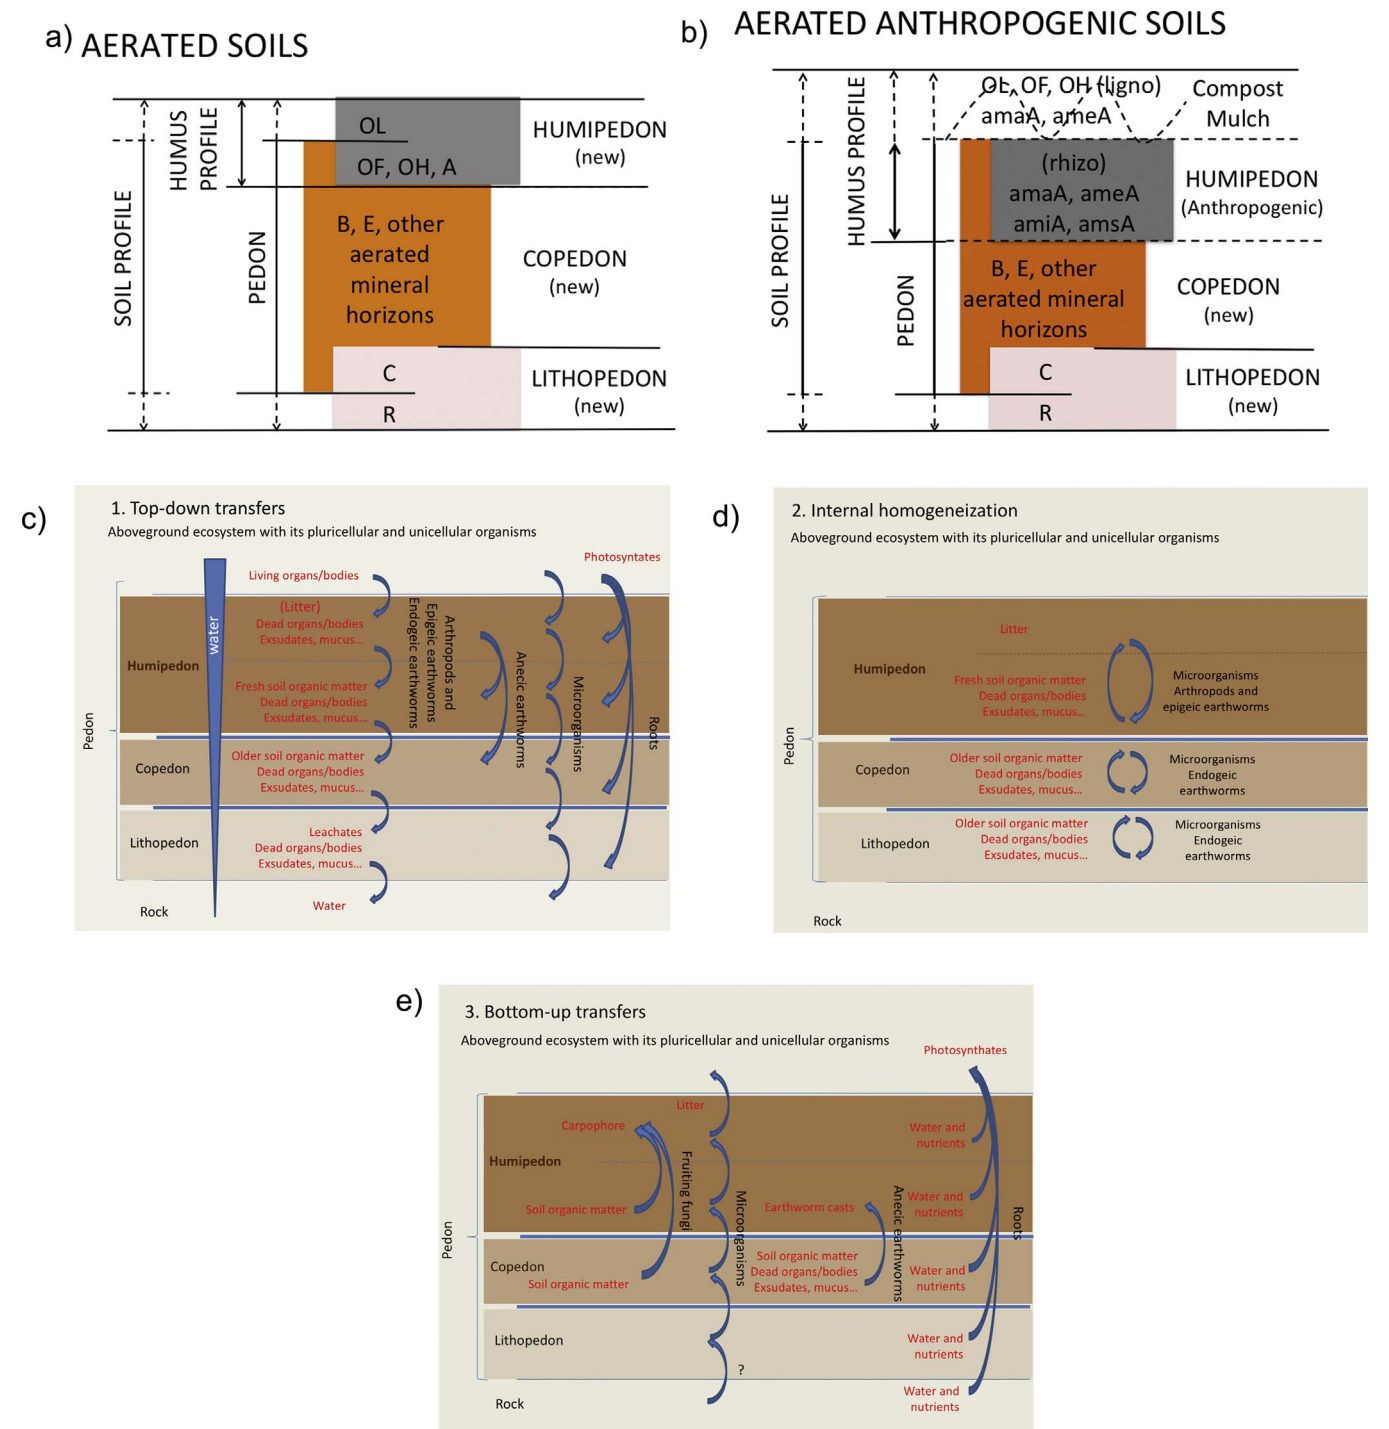 a) AERATED SOILS
SOIL PROFILE
HUMUS
PROFILE
PEDON
OL
OF, OH, A
HUMIPEDON
(new)
B, E, other
aerated
mineral
horizons
COPEDON
(new)
C
R
LITHOPEDON
(new)
b) AERATED ANTHROPOGENIC SOILS
SOIL PROFILE
HUMUS PROFILE
PEDON
OL, OF, OH (ligno)
amaA, ameA
Compost
Mulch
(rhizo)
amaA, ameA
amiA, amsA
HUMIPEDON
(Anthropogenic)
B, E, other
aerated mineral
horizons
COPEDON
(new)
C
R
LITHOPEDON
(new)
c)
1. Top-down transfers
Aboveground ecosystem with its pluricellular and unicellular organisms
Photosyntates
Living organs/bodies
water
(Litter)
Dead organs/bodies
Exsudates, mucus...
Humipedon
Fresh soil organic matter
Dead organs/bodies
Exsudates, mucus...
Pedon
Copedon
Older soil organic matter
Dead organs/bodies
Exsudates, mucus...
Lithopedon
Leachates
Dead organs/bodies
Exsudates, mucus...
Rock
Water
Arthropods and
Epigeic earthworms
Endogeic earthworms
Anecic earthworms
Microorganisms
Roots
d)
2. Internal homogeneization
Aboveground ecosystem with its pluricellular and unicellular organisms
Litter
Humipedon
Fresh soil organic matter
Dead organs/bodies
Exsudates, mucus...
Microorganisms
Arthropods and
epigeic earthworms
Pedon
Copedon
Older soil organic matter
Dead organs/bodies
Exsudates, mucus...
Microorganisms
Endogeic
earthworms
Lithopedon
Older soil organic matter
Dead organs/bodies
Exsudates, mucus...
Microorganisms
Endogeic
earthworms
Rock
e)
3. Bottom-up transfers
Aboveground ecosystem with its pluricellular and unicellular organisms
Photosynthates
Litter
Carpophore
Water and
nutrients
Humipedon
Fruiting fungi
Soil organic matter
Microorganisms
Earthworm casts
Anecic earthworms
Water and
nutrients
Roots
Pedon
Copedon
Soil organic matter
Soil organic matter
Dead organs/bodies
Exsudates, mucus...
Water and
nutrients
Lithopedon
Water and
nutrients
?
Rock
Water and
nutrients